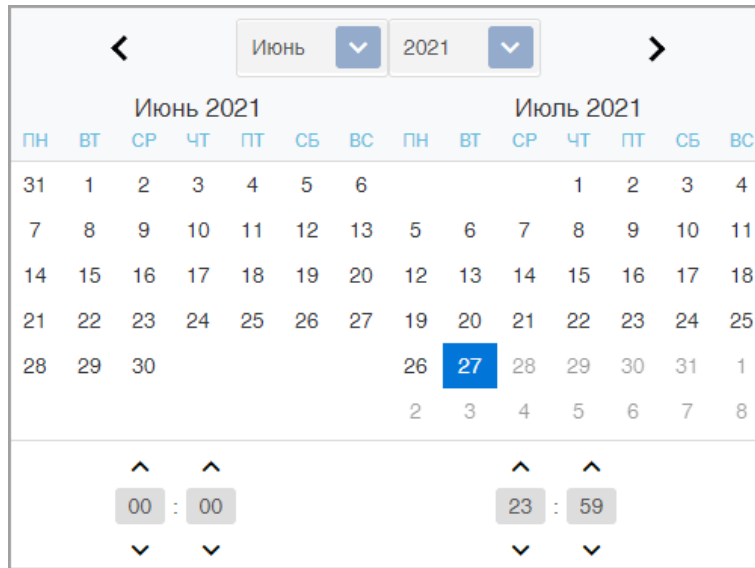 Июнь 2021
Июнь 2021 Июль 2021
ПН ВТ СР ЧТ ПТ СБ ВС ПН ВТ СР ЧТ ПТ СБ ВС
31 1 2 3 4 5 6 1 2 3 4
7 8 9 10 11 12 13 5 6 7 8 9 10 11
14 15 16 17 18 19 20 12 13 14 15 16 17 18
21 22 23 24 25 26 27 19 20 21 22 23 24 25
28 29 30 26 27 28 29 30 31 1
2 3 4 5 6 7 8
00 : 00 23 : 59